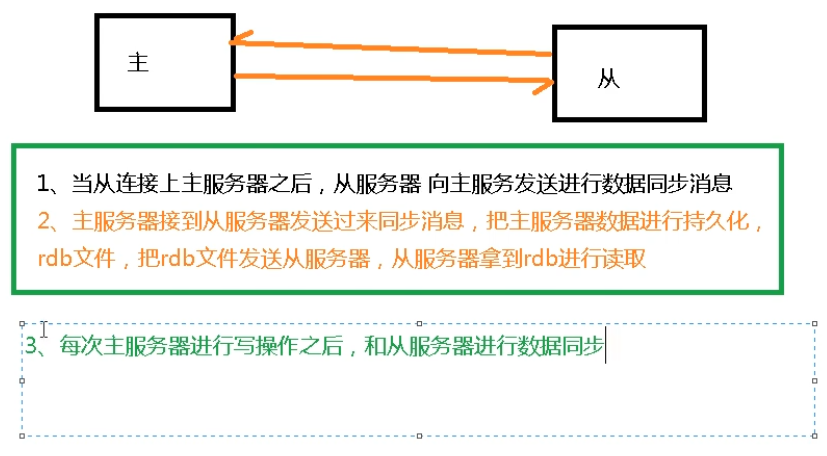 主
从
1、当从连接上主服务器之后，从服务器 向主服务发送进行数据同步消息
2、主服务器接到从服务器发送过来同步消息，把主服务器数据进行持久化，
rdb文件，把rdb文件发送从服务器，从服务器拿到rdb进行读取
3、每次主服务器进行写操作之后，和从服务器进行数据同步